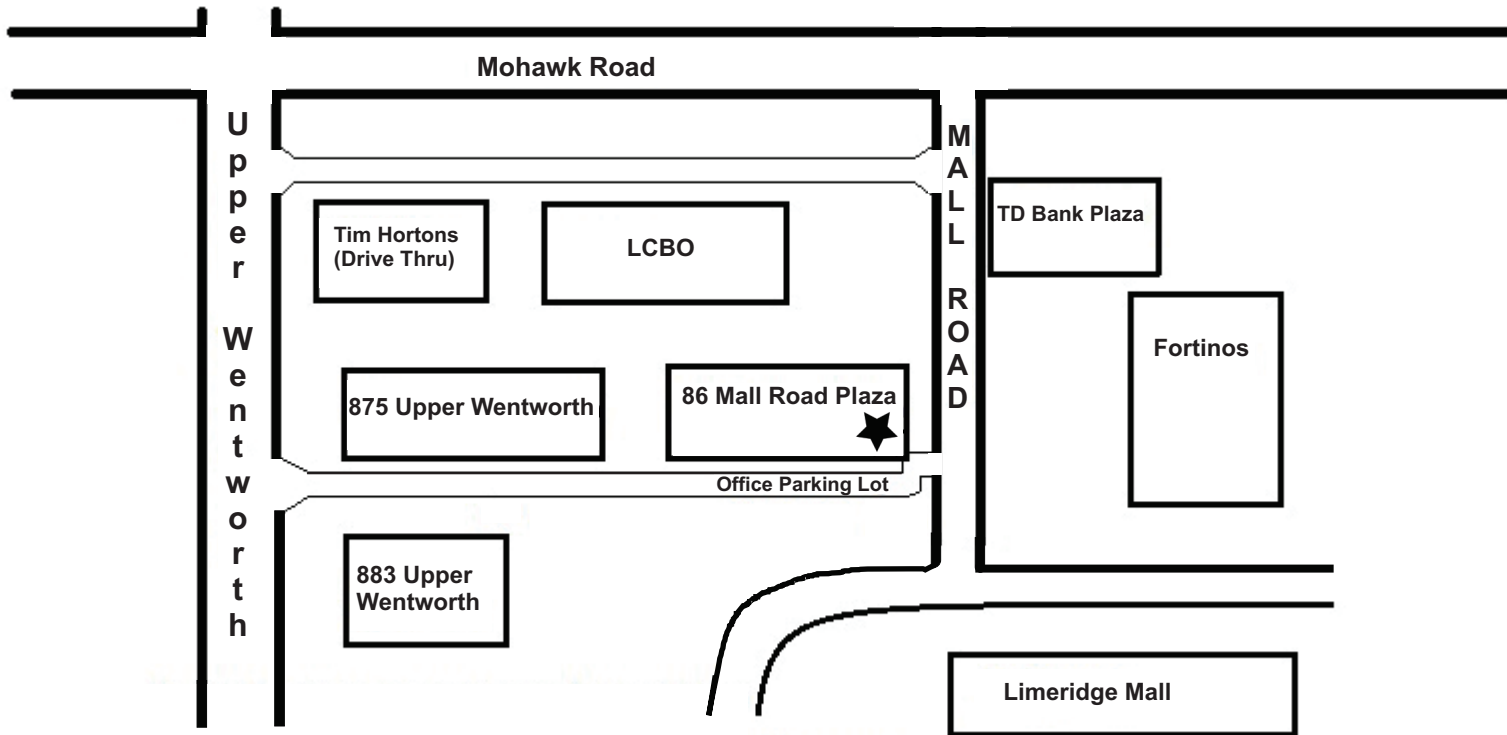 Mohawk Road
Upper Wentworth
MALL ROAD
TD Bank Plaza
Tim Hortons
(Drive Thru)
LCBO
Fortinos
875 Upper Wentworth
86 Mall Road Plaza
Office Parking Lot
883 Upper
Wentworth
Limeridge Mall